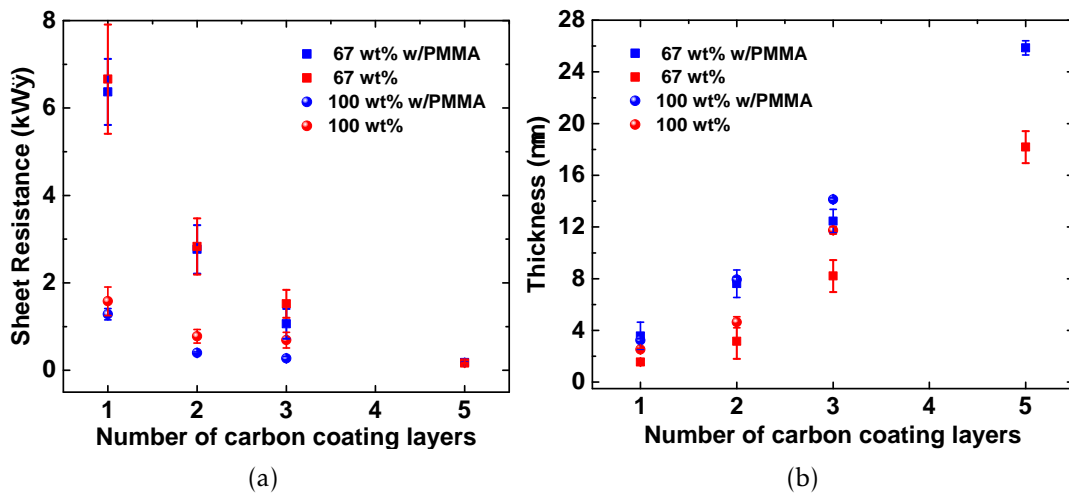 8
6
4
2
0
Sheet Resistance (kWÿ)
67 wt% w/PMMA
67 wt%
100 wt% w/PMMA
100 wt%
1 2 3 4 5
Number of carbon coating layers
(a)
28
24
20
16
12
8
4
0
Thickness (mm)
67 wt% w/PMMA
67 wt%
100 wt% w/PMMA
100 wt%
1 2 3 4 5
Number of carbon coating layers
(b)